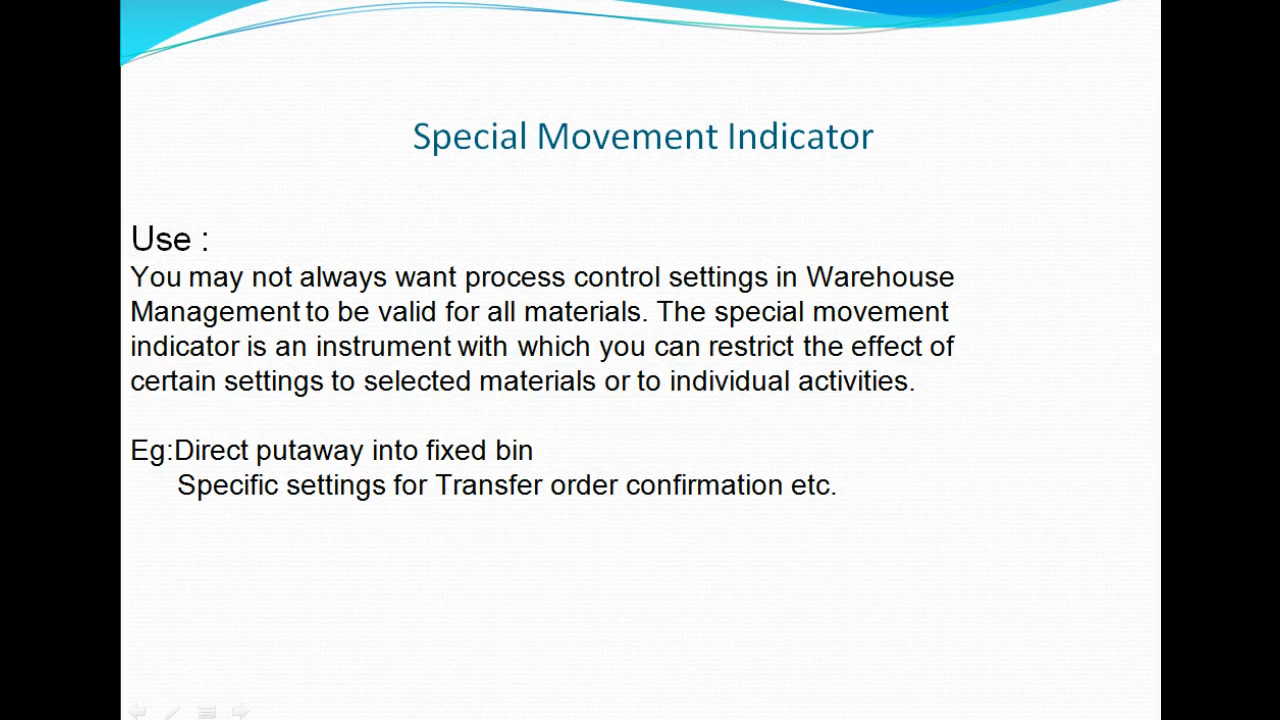 Special Movement Indicator
Use :
You may not always want process control settings in Warehouse
Management to be valid for all materials. The special movement
indicator is an instrument with which you can restrict the effect of
certain settings to selected materials or to individual activities.
Eg:Direct putaway into fixed bin
Specific settings for Transfer order confirmation etc.